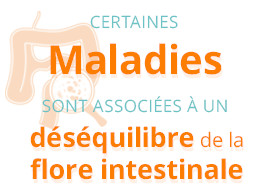 CERTAINES
Maladies
SONT ASSOCIÉES À UN
déséquilibre de la
flore intestinale